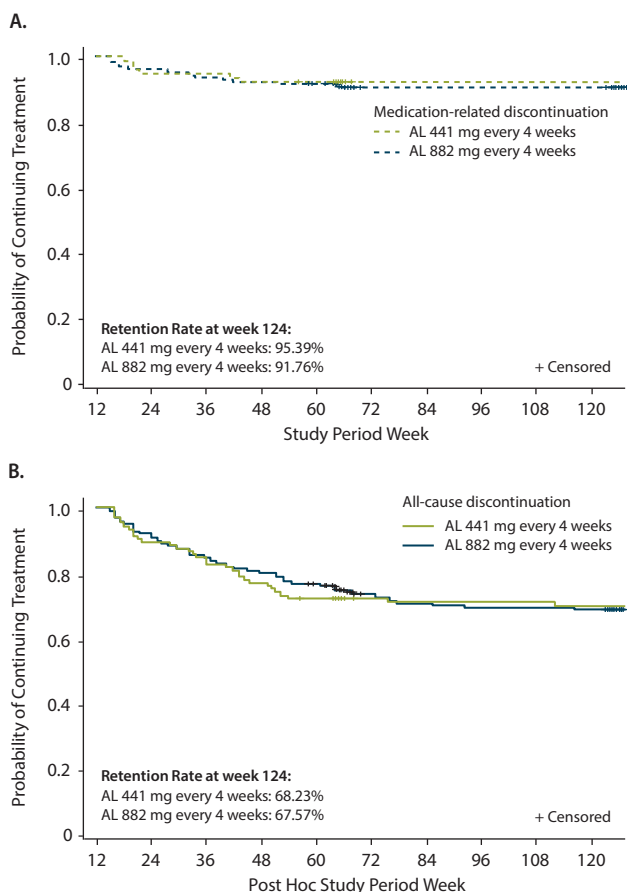 A.
Probability of Continuing Treatment
1.0
0.8
0.6
0.4
0.2
0
Medication-related discontinuation
AL 441 mg every 4 weeks
AL 882 mg every 4 weeks
Retention Rate at week 124:
AL 441 mg every 4 weeks: 95.39%
AL 882 mg every 4 weeks: 91.76%
+ Censored
12 24 36 48 60 72 84 96 108 120
Study Period Week
B.
Probability of Continuing Treatment
1.0
0.8
0.6
0.4
0.2
0
All-cause discontinuation
AL 441 mg every 4 weeks
AL 882 mg every 4 weeks
Retention Rate at week 124:
AL 441 mg every 4 weeks: 68.23%
AL 882 mg every 4 weeks: 67.57%
+ Censored
12 24 36 48 60 72 84 96 108 120
Post Hoc Study Period Week